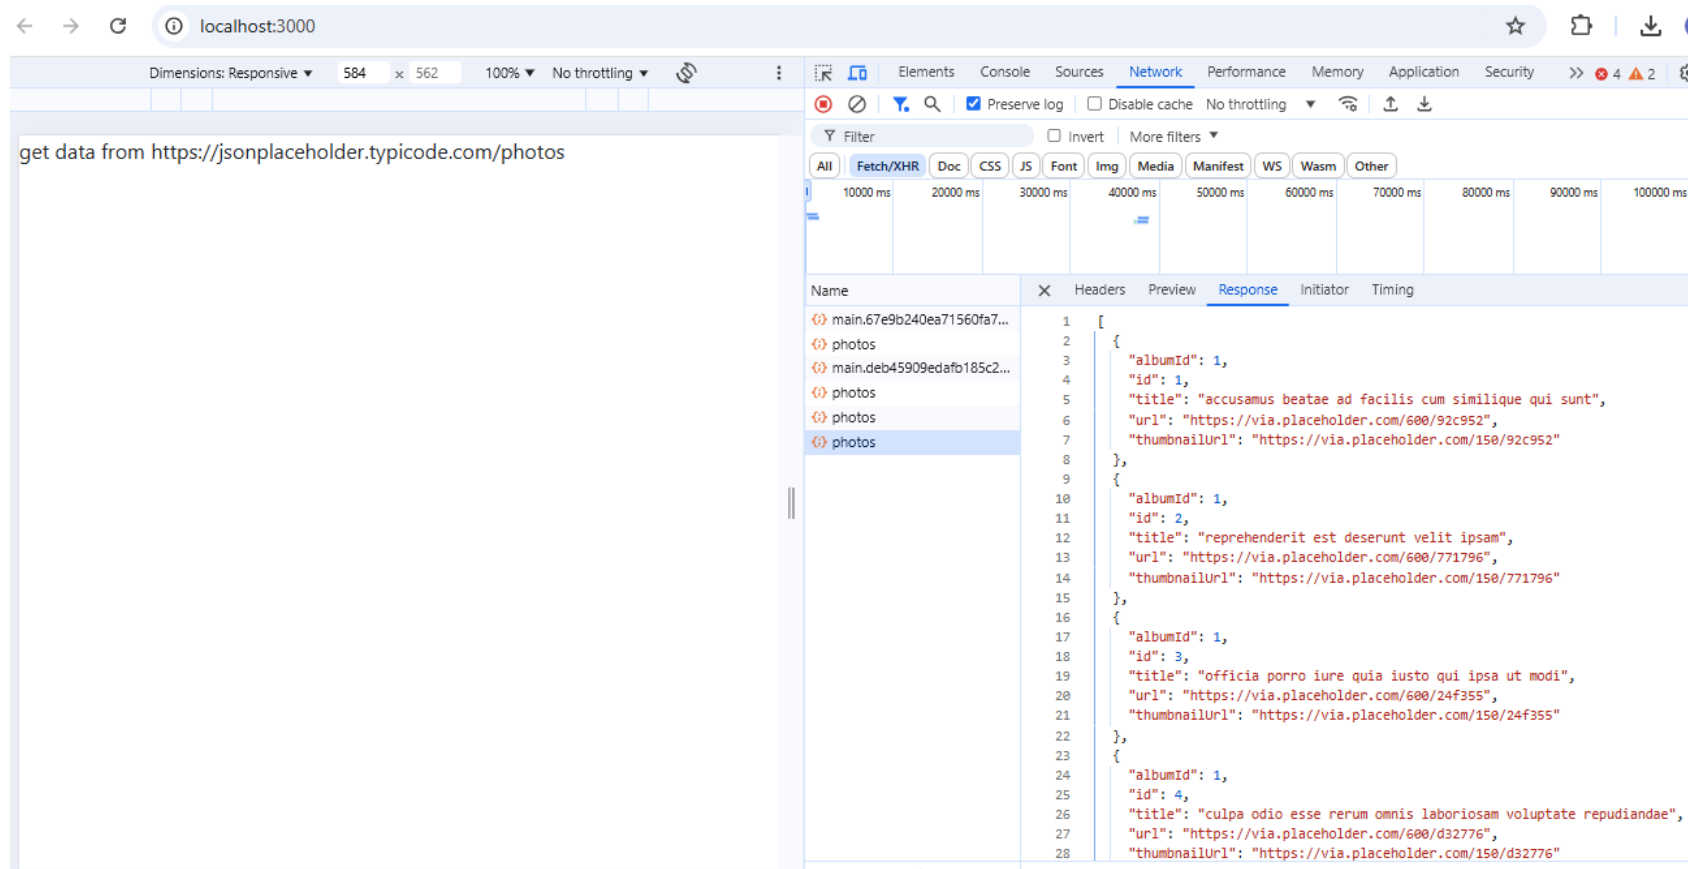 localhost:3000
Dimensions: Responsive 584 x 562 100% No throttling
get data from https://jsonplaceholder.typicode.com/photos
Elements Console Sources Network Performance Memory Application Security 4 2
Preserve log Disable cache No throttling
Filter Invert More filters
All Fetch/XHR Doc CSS JS Font Img Media Manifest WS Wasm Other
10000 ms 20000 ms 30000 ms 40000 ms 50000 ms 60000 ms 70000 ms 80000 ms 90000 ms 100000 ms
Name
main.67e9b240ea71560fa7...
photos
main.deb45909edafb185c2...
photos
photos
photos
Headers Preview Response Initiator Timing
1 [
2 {
3 "albumId": 1,
4 "id": 1,
5 "title": "accusamus beatae ad facilis cum similique qui sunt",
6 "url": "https://via.placeholder.com/600/92c952",
7 "thumbnailUrl": "https://via.placeholder.com/150/92c952"
8 },
9 {
10 "albumId": 1,
11 "id": 2,
12 "title": "reprehenderit est deserunt velit ipsam",
13 "url": "https://via.placeholder.com/600/771796",
14 "thumbnailUrl": "https://via.placeholder.com/150/771796"
15 },
16 {
17 "albumId": 1,
18 "id": 3,
19 "title": "officia porro iure quia iusto qui ipsa ut modi",
20 "url": "https://via.placeholder.com/600/24f355",
21 "thumbnailUrl": "https://via.placeholder.com/150/24f355"
22 },
23 {
24 "albumId": 1,
25 "id": 4,
26 "title": "culpa odio esse rerum omnis laboriosam voluptate repudiandae",
27 "url": "https://via.placeholder.com/600/d32776",
28 "thumbnailUrl": "https://via.placeholder.com/150/d32776"